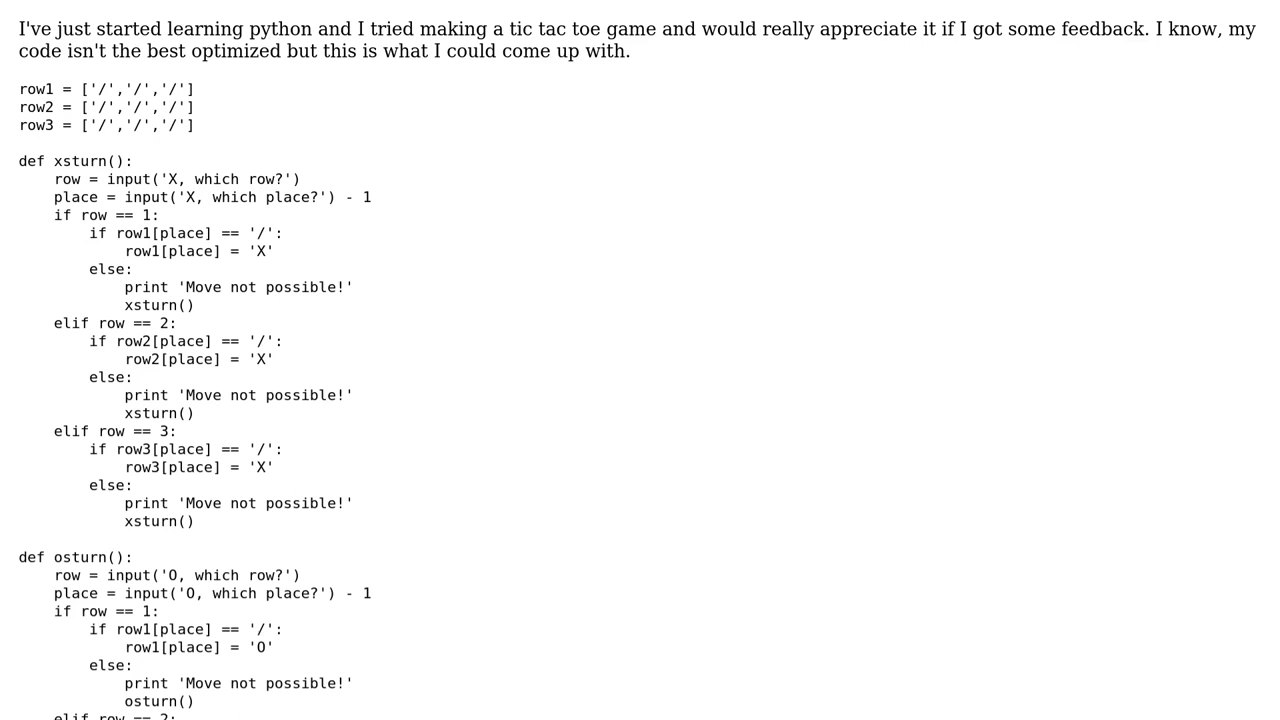 I've just started learning python and I tried making a tic tac toe game and would really appreciate it if I got some feedback. I know, my
code isn't the best optimized but this is what I could come up with.

row1 = ['/','/','/']
row2 = ['/','/','/']
row3 = ['/','/','/']

def xsturn():
    row = input('X, which row?')
    place = input('X, which place?') - 1
    if row == 1:
        if row1[place] == '/':
            row1[place] = 'X'
        else:
            print 'Move not possible!'
            xsturn()
    elif row == 2:
        if row2[place] == '/':
            row2[place] = 'X'
        else:
            print 'Move not possible!'
            xsturn()
    elif row == 3:
        if row3[place] == '/':
            row3[place] = 'X'
        else:
            print 'Move not possible!'
            xsturn()

def osturn():
    row = input('O, which row?')
    place = input('O, which place?') - 1
    if row == 1:
        if row1[place] == '/':
            row1[place] = 'O'
        else:
            print 'Move not possible!'
            osturn()
    elif row == 2: